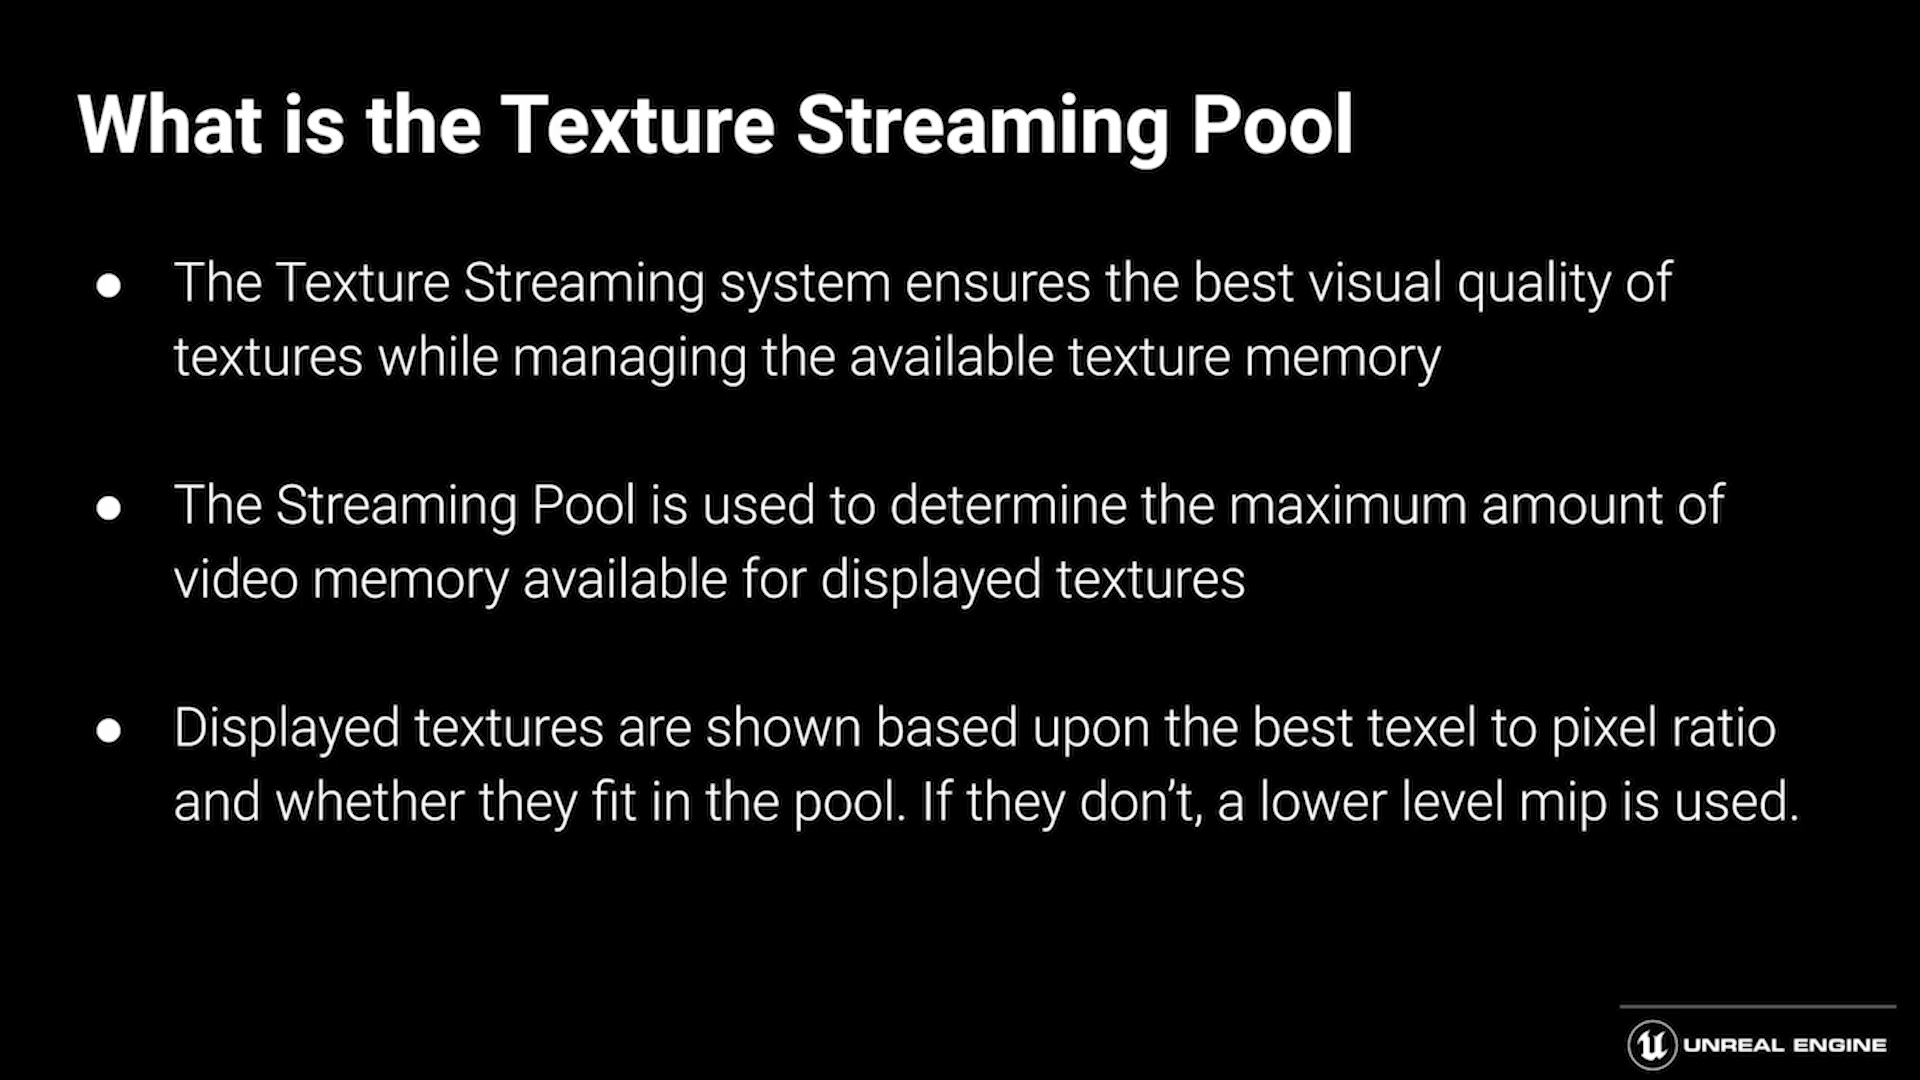 What is the Texture Streaming Pool
● The Texture Streaming system ensures the best visual quality of
textures while managing the available texture memory
● The Streaming Pool is used to determine the maximum amount of
video memory available for displayed textures
● Displayed textures are shown based upon the best texel to pixel ratio
and whether they fit in the pool. If they don’t, a lower level mip is used.
UNREAL ENGINE